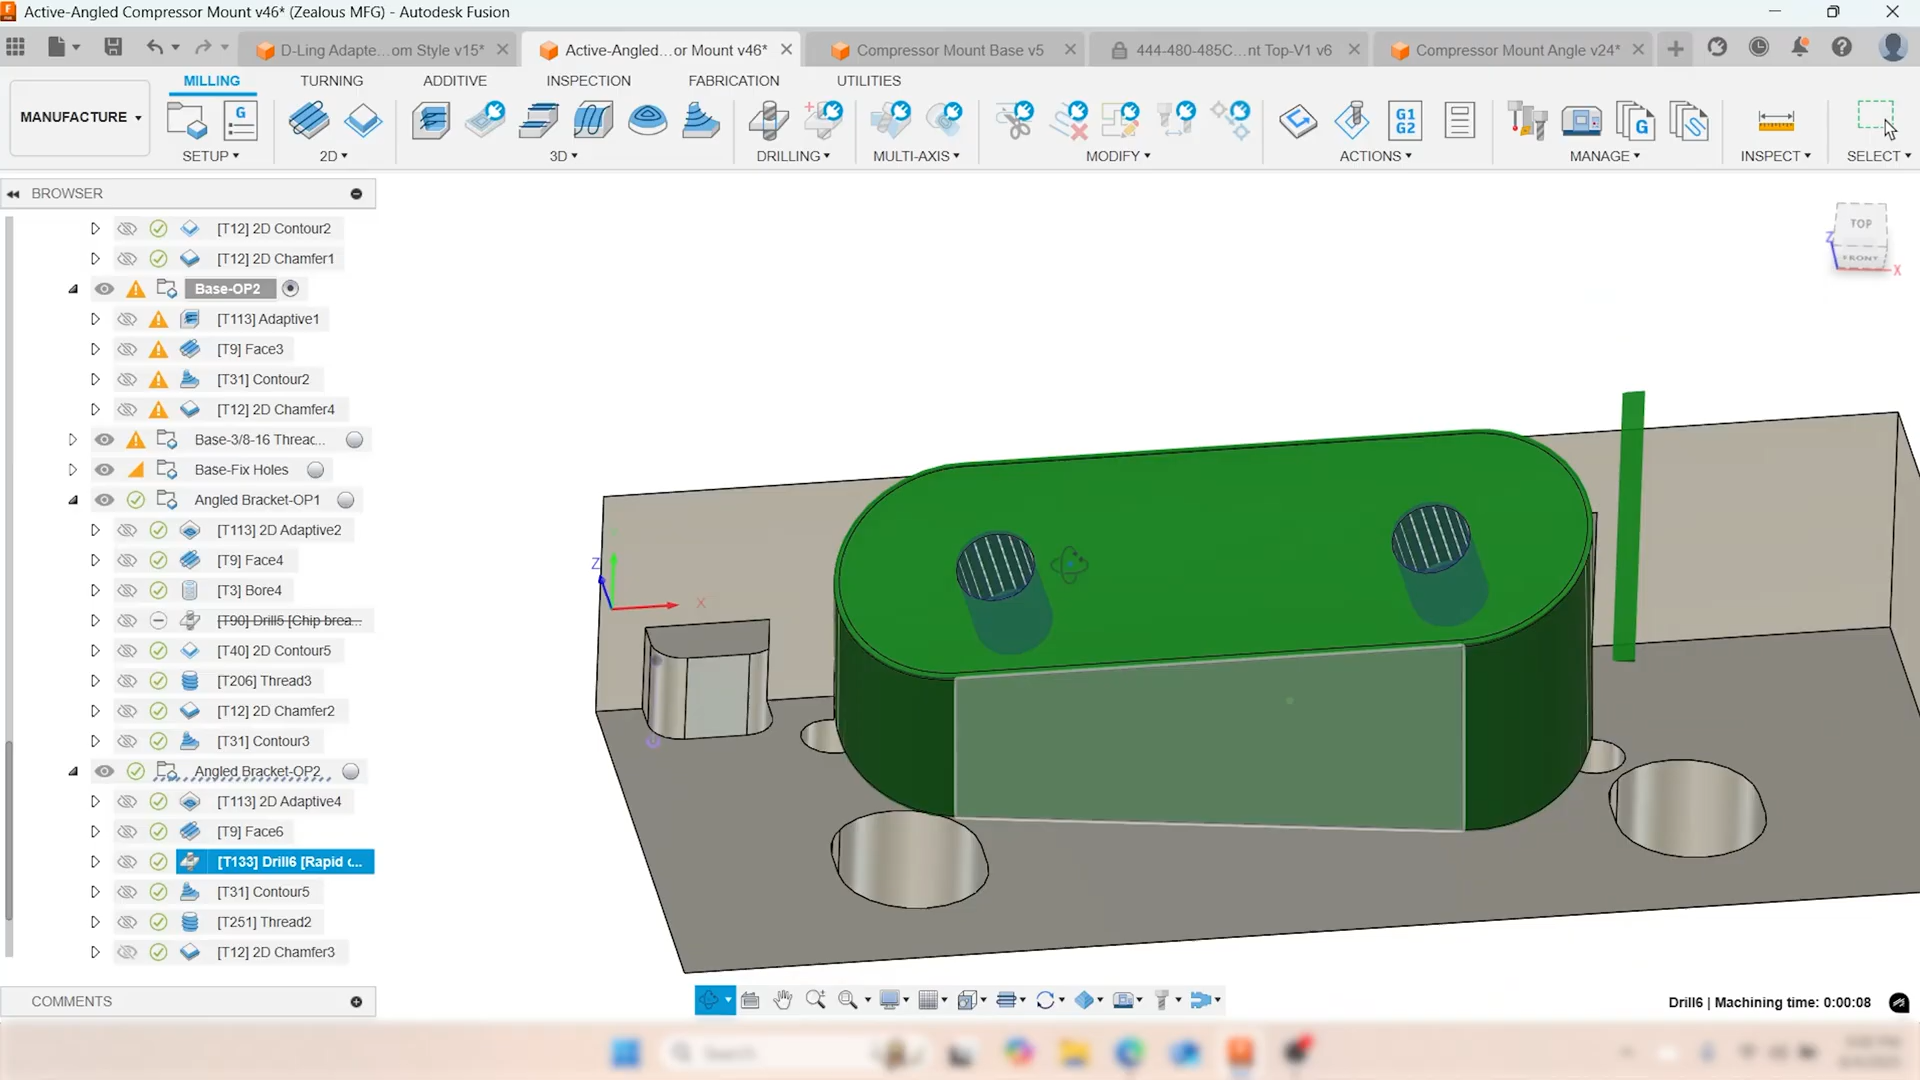 Active-Angled Compressor Mount v46* (Zealous MFG) - Autodesk Fusion
D-Ling Adapte...om Style v15*
Active-Angled...or Mount v46*
Compressor Mount Base v5
444-480-485C...nt Top-V1 v6
Compressor Mount Angle v24*
MILLING
TURNING
ADDITIVE
INSPECTION
FABRICATION
UTILITIES
MANUFACTURE
G
G1
G2
G
SETUP
2D
3D
DRILLING
MULTI-AXIS
MODIFY
ACTIONS
MANAGE
INSPECT
SELECT
BROWSER
[T12] 2D Contour2
[T12] 2D Chamfer1
Base-OP2
[T113] Adaptive1
[T9] Face3
[T31] Contour2
[T12] 2D Chamfer4
Base-3/8-16 Threac...
Base-Fix Holes
Angled Bracket-OP1
[T113] 2D Adaptive2
[T9] Face4
[T3] Bore4
[T90] Drill5 [Chip brea...
[T40] 2D Contour5
[T206] Thread3
[T12] 2D Chamfer2
[T31] Contour3
Angled Bracket-OP2
[T113] 2D Adaptive4
[T9] Face6
[T133] Drill6 [Rapid c...
[T31] Contour5
[T251] Thread2
[T12] 2D Chamfer3
COMMENTS
TOP
FRONT
Z
X
Z
X
Drill6 | Machining time: 0:00:08
Search